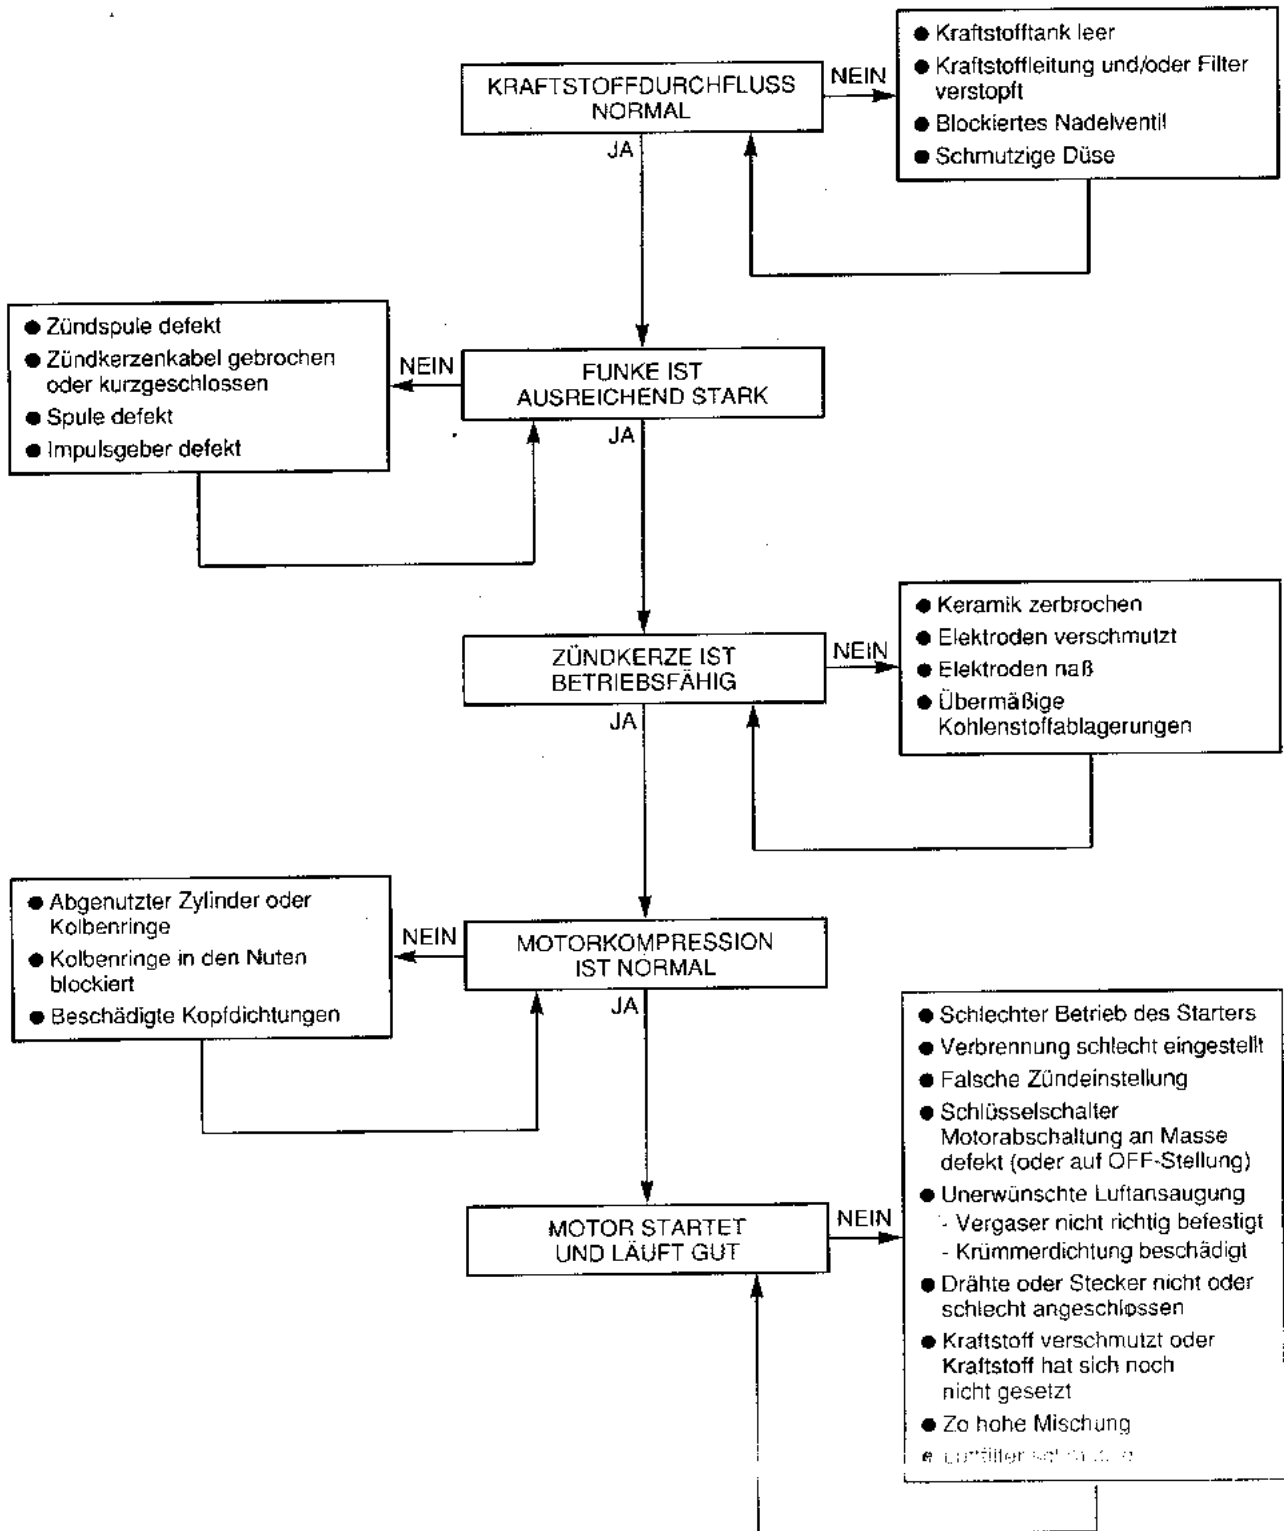 KRAFTSTOFFDURCHFLUSS
NORMAL
NEIN
JA
● Kraftstofftank leer
● Kraftstoffleitung und/oder Filter
verstopft
● Blockiertes Nadelventil
● Schmutzige Düse
● Zündspule defekt
● Zündkerzenkabel gebrochen
oder kurzgeschlossen
● Spule defekt
● Impulsgeber defekt
NEIN
FUNKE IST
AUSREICHEND STARK
JA
ZÜNDKERZE IST
BETRIEBSFÄHIG
NEIN
JA
● Keramik zerbrochen
● Elektroden verschmutzt
● Elektroden naß
● Übermäßige
Kohlenstoffablagerungen
● Abgenutzter Zylinder oder
Kolbenringe
● Kolbenringe in den Nuten
blockiert
● Beschädigte Kopfdichtungen
NEIN
MOTORKOMPRESSION
IST NORMAL
JA
MOTOR STARTET
UND LÄUFT GUT
NEIN
● Schlechter Betrieb des Starters
● Verbrennung schlecht eingestellt
● Falsche Zündeinstellung
● Schlüsselschalter
Motorabschaltung an Masse
defekt (oder auf OFF-Stellung)
● Unerwünschte Luftansaugung
- Vergaser nicht richtig befestigt
- Krümmerdichtung beschädigt
● Drähte oder Stecker nicht oder
schlecht angeschlossen
● Kraftstoff verschmutzt oder
Kraftstoff hat sich noch
nicht gesetzt
● Zo hohe Mischung
● Luftfilter